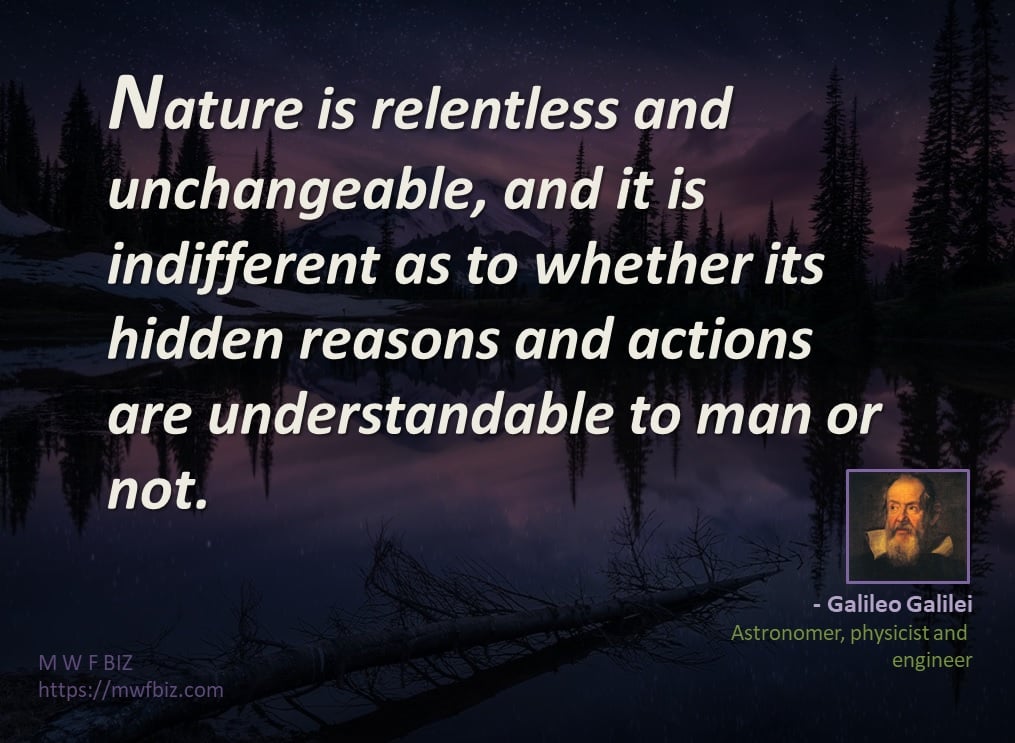 Nature is relentless and
unchangeable, and it is
indifferent as to whether its
hidden reasons and actions
are understandable to man or
not.
- Galileo Galilei
Astronomer, physicist and
engineer
M W F BIZ
https://mwfbiz.com